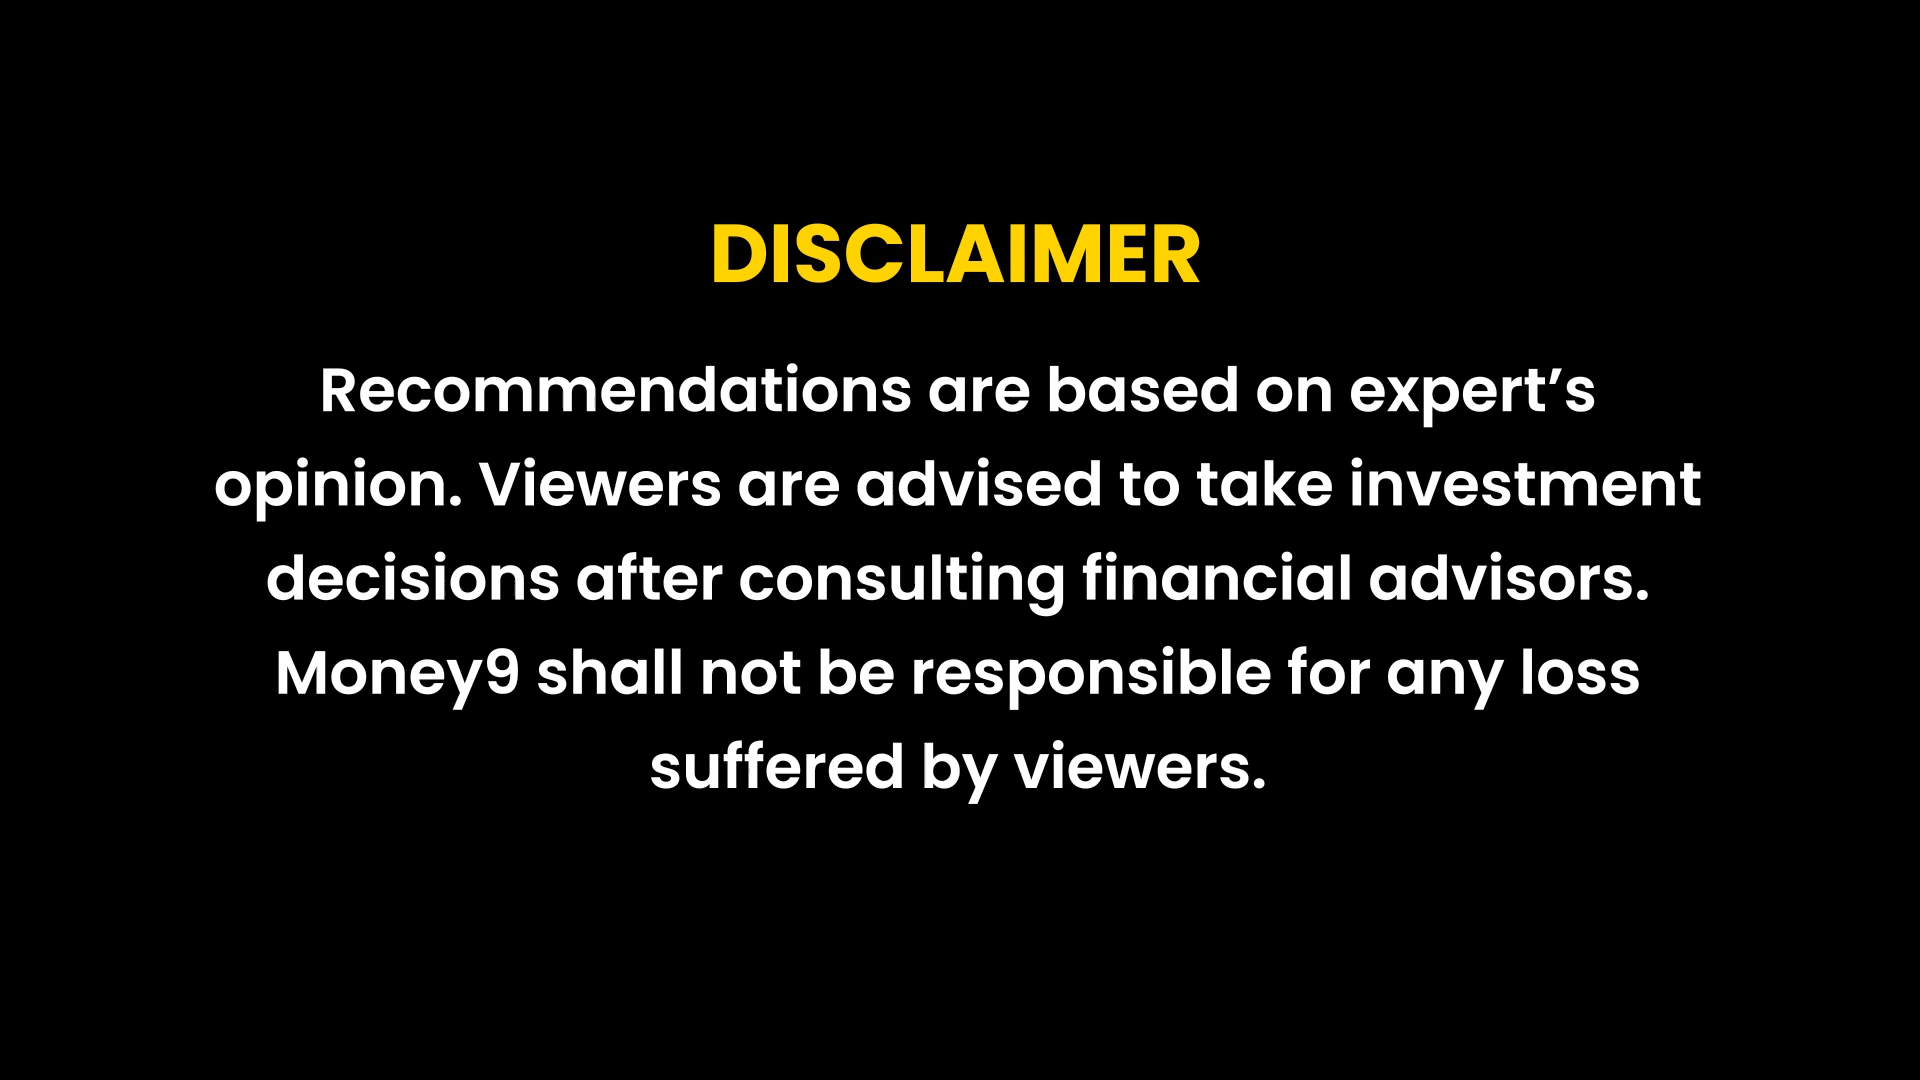 DISCLAIMER
Recommendations are based on expert’s
opinion. Viewers are advised to take investment
decisions after consulting financial advisors.
Money9 shall not be responsible for any loss
suffered by viewers.